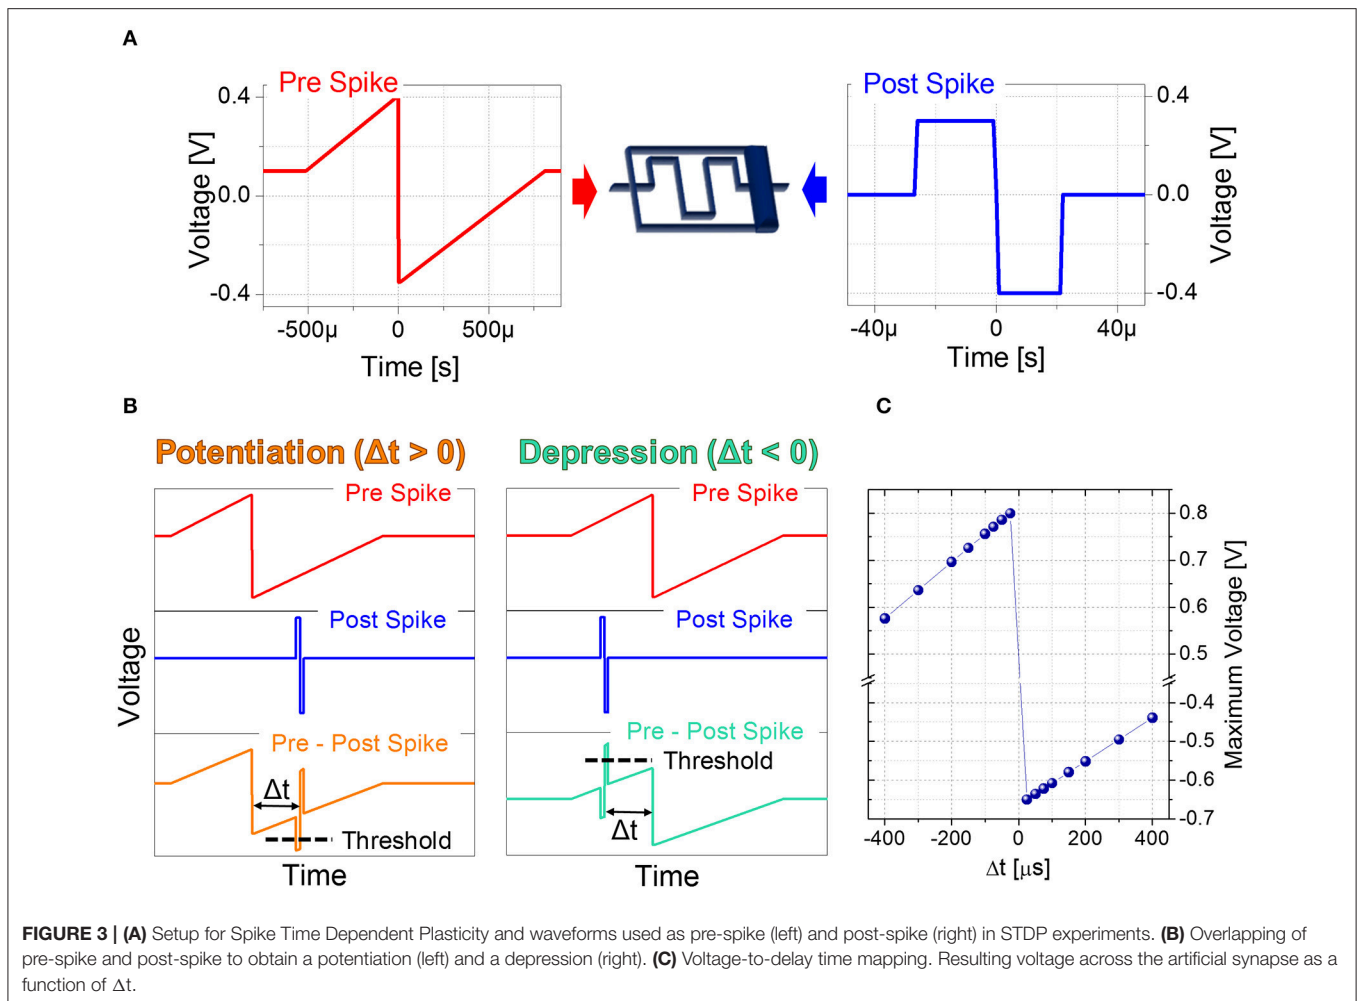 A
Pre Spike
0.4
0.0
-0.4
Voltage [V]
-500µ
0
500µ
Time [s]
Post Spike
0.4
0.0
-0.4
Voltage [V]
-40µ
0
40µ
Time [s]
B
Potentiation (Δt > 0)
Pre Spike
Post Spike
Pre - Post Spike
Δt
Threshold
Voltage
Time
Depression (Δt < 0)
Pre Spike
Post Spike
Pre - Post Spike
Threshold
Δt
Time
C
0.8
0.7
0.6
0.5
-0.4
-0.5
-0.6
-0.7
Maximum Voltage [V]
-400
-200
0
200
400
Δt [µs]
FIGURE 3 | (A) Setup for Spike Time Dependent Plasticity and waveforms used as pre-spike (left) and post-spike (right) in STDP experiments. (B) Overlapping of
pre-spike and post-spike to obtain a potentiation (left) and a depression (right). (C) Voltage-to-delay time mapping. Resulting voltage across the artificial synapse as a
function of Δt.